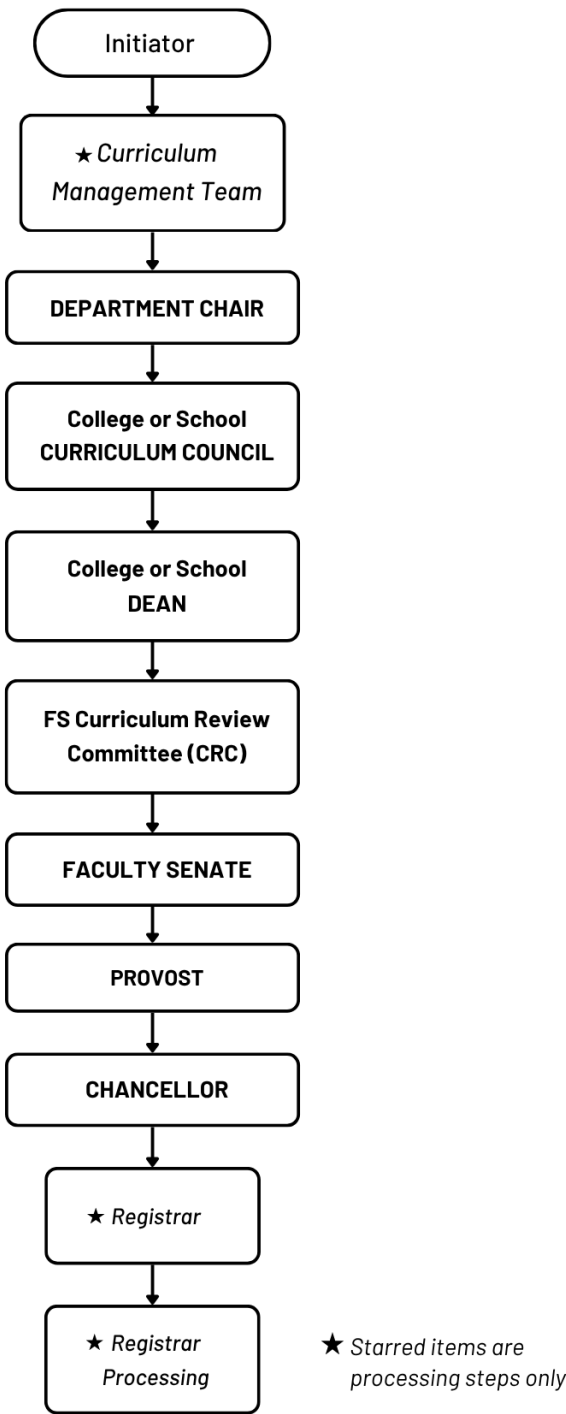 Initiator
★ Curriculum
Management Team
DEPARTMENT CHAIR
College or School
CURRICULUM COUNCIL
College or School
DEAN
FS Curriculum Review
Committee (CRC)
FACULTY SENATE
PROVOST
CHANCELLOR
★ Registrar
★ Registrar
Processing
★ Starred items are
processing steps only